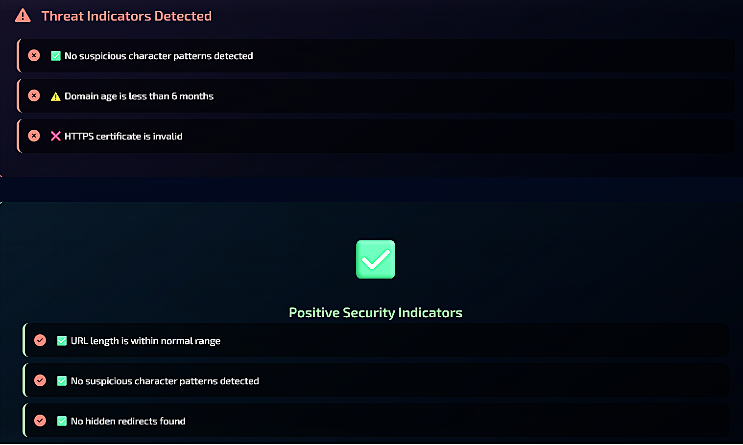 Threat Indicators Detected
✅ No suspicious character patterns detected
⚠️ Domain age is less than 6 months
❌ HTTPS certificate is invalid
Positive Security Indicators
✅ URL length is within normal range
✅ No suspicious character patterns detected
✅ No hidden redirects found